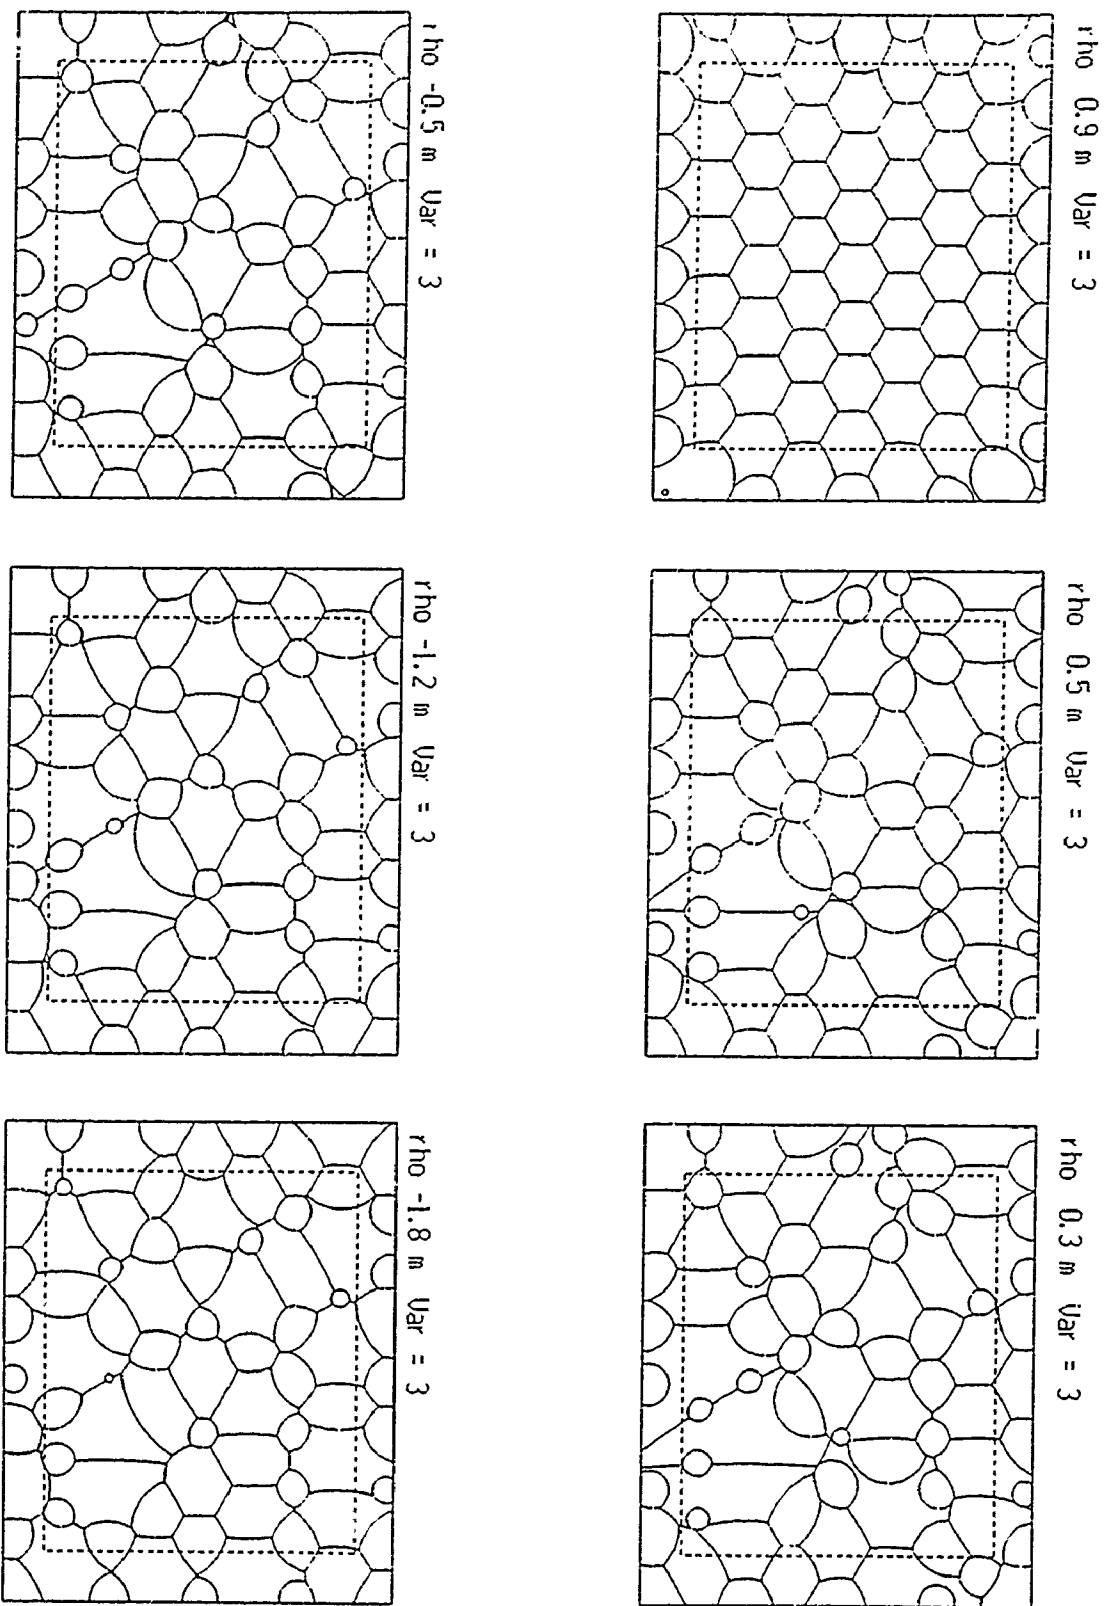 rho 0.9 m Var = 3
rho 0.5 m Var = 3
rho 0.3 m Var = 3
rho -0.5 m Var = 3
rho -1.2 m Var = 3
rho -1.8 m Var = 3